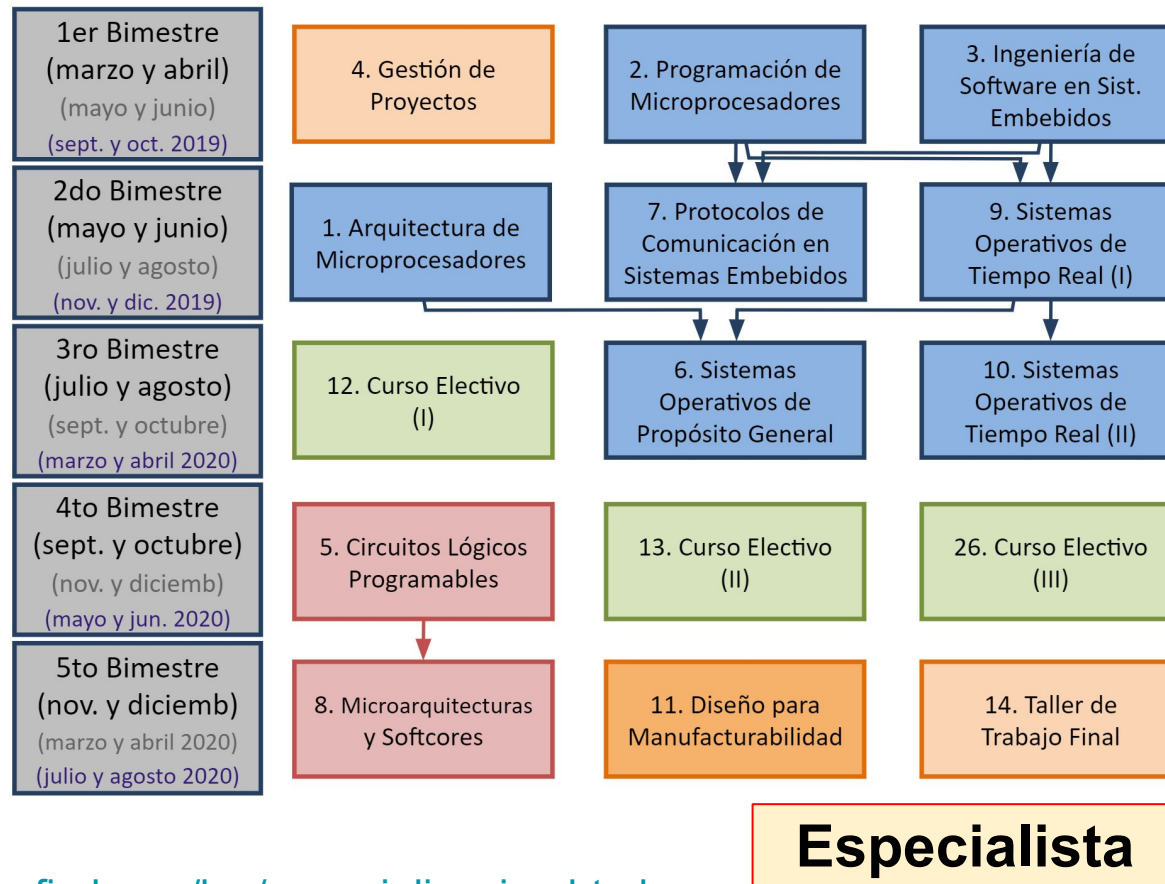 1er Bimestre
(marzo y abril)
(mayo y junio)
(sept. y oct. 2019)
4. Gestión de
Proyectos
2. Programación de
Microprocesadores
3. Ingeniería de
Software en Sist.
Embebidos
2do Bimestre
(mayo y junio)
(julio y agosto)
(nov. y dic. 2019)
1. Arquitectura de
Microprocesadores
7. Protocolos de
Comunicación en
Sistemas Embebidos
9. Sistemas
Operativos de
Tiempo Real (I)
3ro Bimestre
(julio y agosto)
(sept. y octubre)
(marzo y abril 2020)
12. Curso Electivo
(I)
6. Sistemas
Operativos de
Propósito General
10. Sistemas
Operativos de
Tiempo Real (II)
4to Bimestre
(sept. y octubre)
(nov. y diciemb)
(mayo y jun. 2020)
5. Circuitos Lógicos
Programables
13. Curso Electivo
(II)
26. Curso Electivo
(III)
5to Bimestre
(nov. y diciemb)
(marzo y abril 2020)
(julio y agosto 2020)
8. Microarquitecturas
y Softcores
11. Diseño para
Manufacturabilidad
14. Taller de
Trabajo Final
Especialista